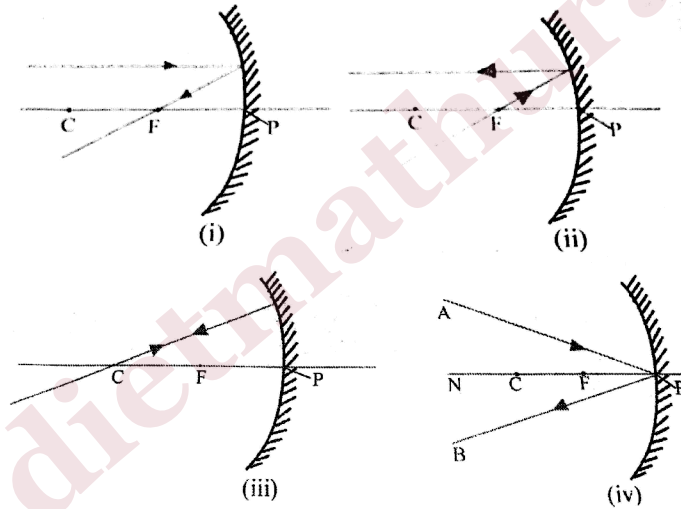 C F P
(i)
C F P
(ii)
C F P
(iii)
A
N C F P
B
(iv)
dietmathura